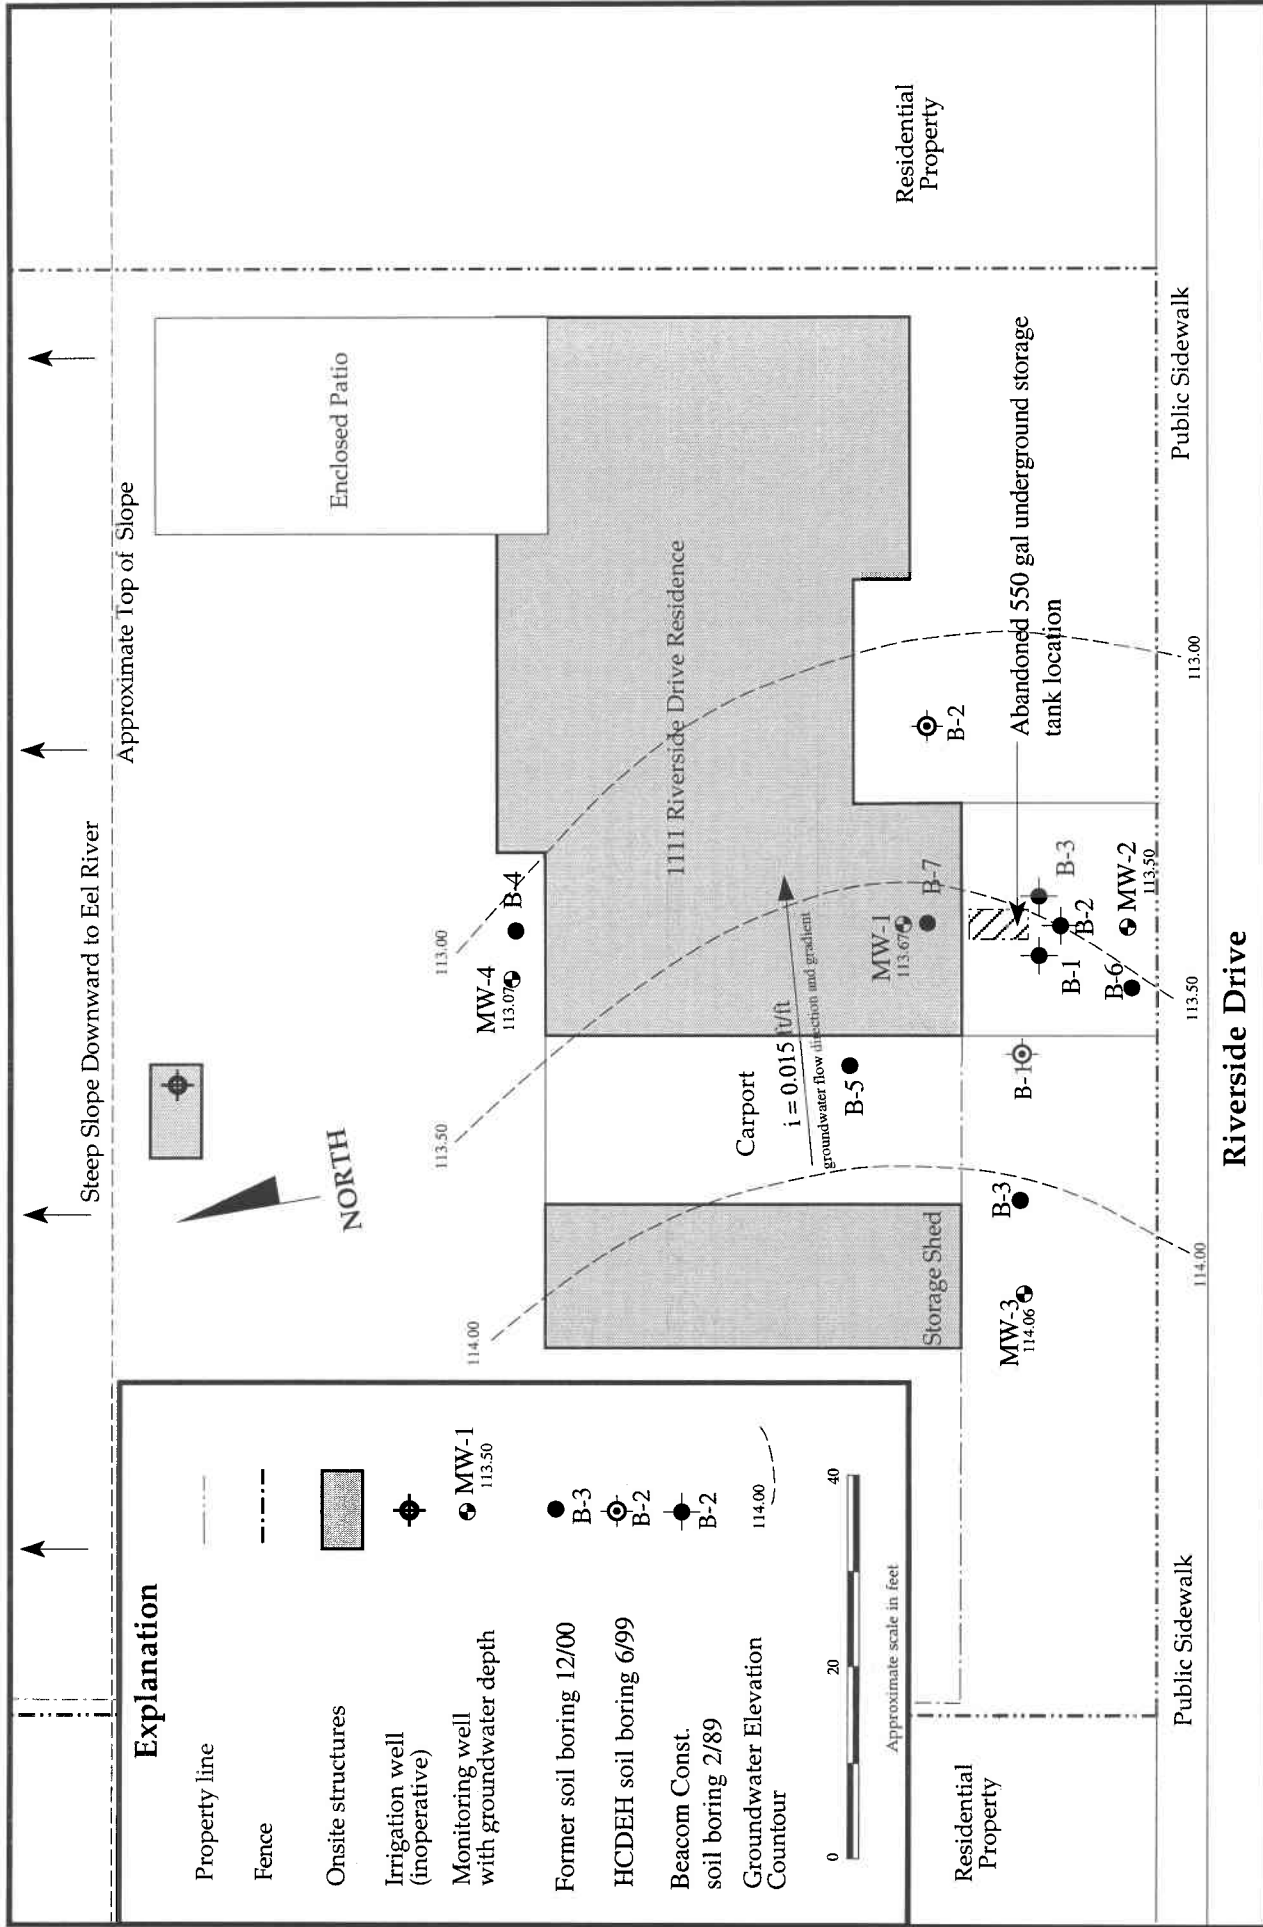 Steep Slope Downward to Eel River
Approximate Top of Slope
Explanation
Property line
Fence
Onsite structures
Irrigation well
(inoperative)
Monitoring well
with groundwater depth
MW-1
113.50
Former soil boring 12/00
B-3
HCDEH soil boring 6/99
B-2
Beacom Const.
soil boring 2/89
B-2
Groundwater Elevation
Countour
114.00
0
20
40
Approximate scale in feet
NORTH
Enclosed Patio
1111 Riverside Drive Residence
Carport
Storage Shed
i = 0.015 ft/ft
groundwater flow direction and gradient
114.00
113.50
113.00
MW-4
113.07
B-4
MW-1
113.67
B-7
B-5
B-2
Abandoned 550 gal underground storage
tank location
MW-3
114.06
B-3
B-1
B-6
B-1
B-2
B-3
MW-2
113.50
114.00
113.50
113.00
Residential
Property
Residential
Property
Public Sidewalk
Public Sidewalk
Riverside Drive